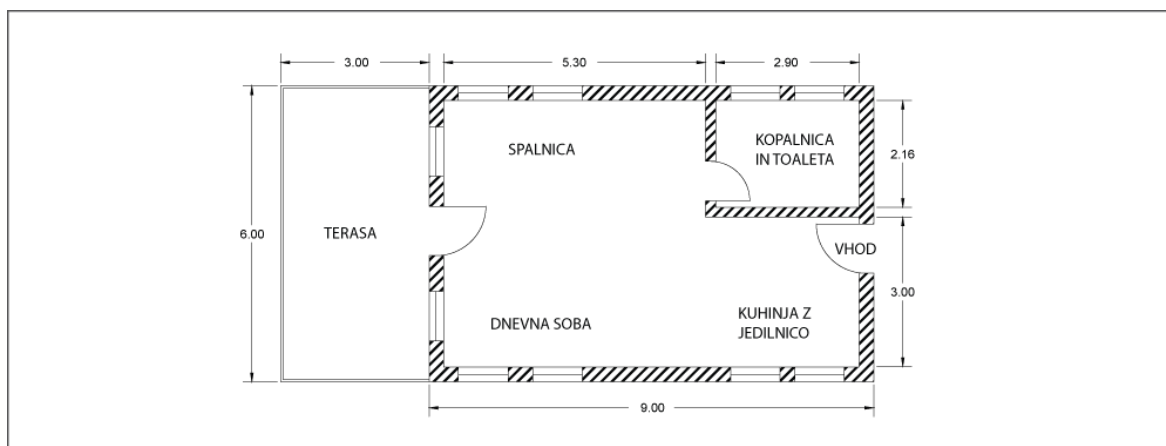 3.00
5.30
2.90
SPALNICA
KOPALNICA
IN TOALETA
2.16
6.00
TERASA
VHOD
3.00
DNEVNA SOBA
KUHINJA Z
JEDILNICO
9.00